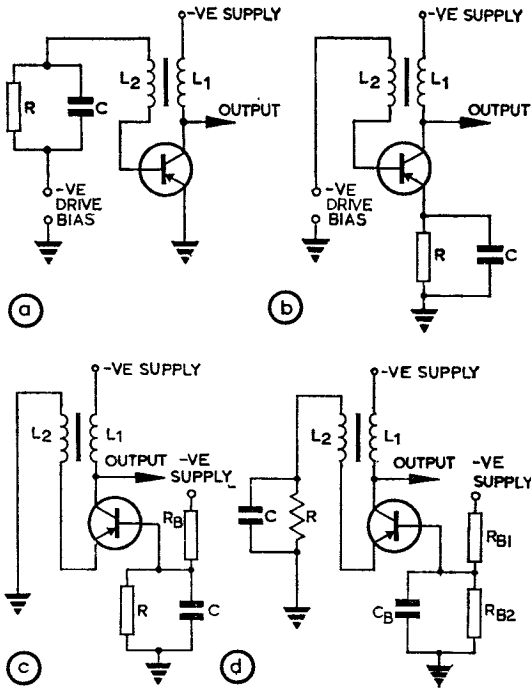 -VE SUPPLY
L2
L1
R
C
OUTPUT
-VE
DRIVE
BIAS
a
-VE SUPPLY
L2
L1
OUTPUT
-VE
DRIVE
BIAS
R
C
b
-VE SUPPLY
L2
L1
OUTPUT
-VE
SUPPLY
RB
R
C
c
-VE SUPPLY
L2
L1
OUTPUT
-VE
SUPPLY
C
R
RB1
CB
RB2
d